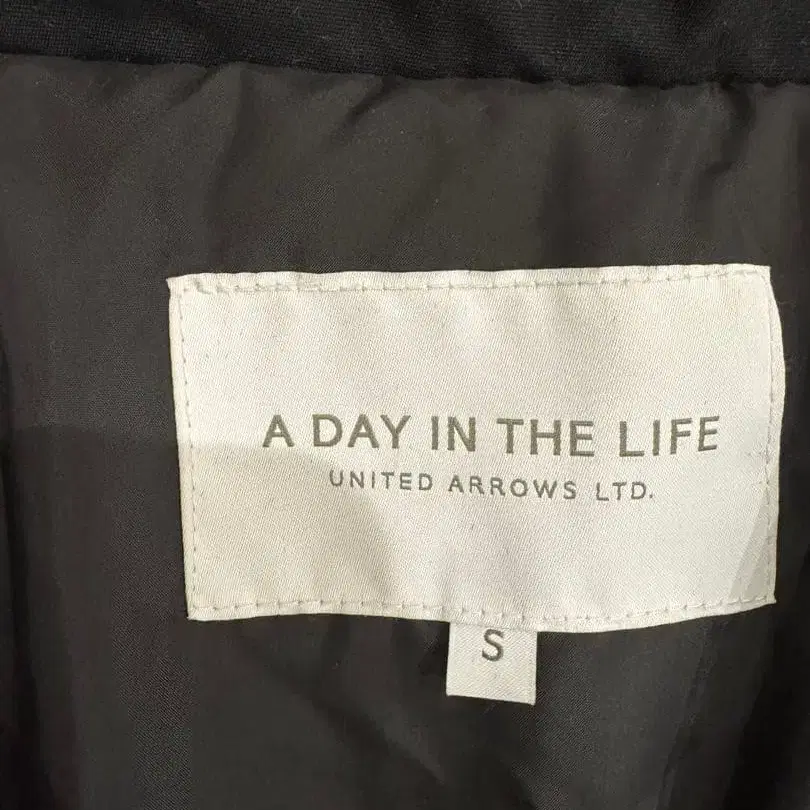 A DAY IN THE LIFE
UNITED ARROWS LTD.
S